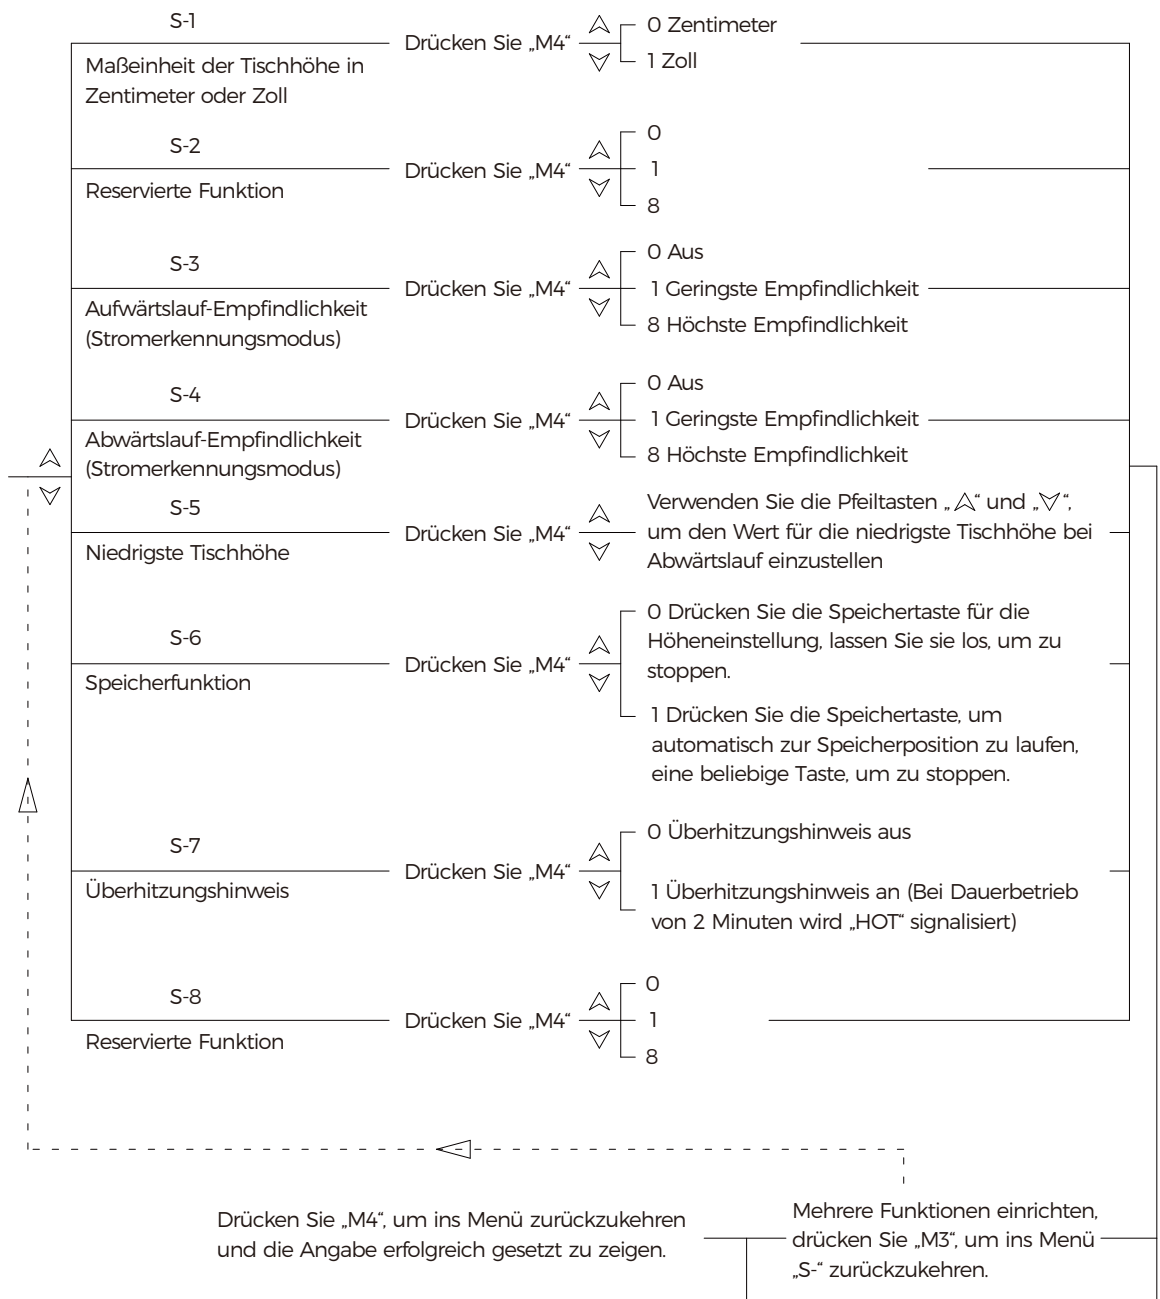 S-1
Maßeinheit der Tischhöhe in
Zentimeter oder Zoll
Drücken Sie „M4“
0 Zentimeter
1 Zoll
S-2
Reservierte Funktion
Drücken Sie „M4“
0
1
8
S-3
Aufwärtslauf-Empfindlichkeit
(Stromerkennungsmodus)
Drücken Sie „M4“
0 Aus
1 Geringste Empfindlichkeit
8 Höchste Empfindlichkeit
S-4
Abwärtslauf-Empfindlichkeit
(Stromerkennungsmodus)
Drücken Sie „M4“
0 Aus
1 Geringste Empfindlichkeit
8 Höchste Empfindlichkeit
S-5
Niedrigste Tischhöhe
Drücken Sie „M4“
Verwenden Sie die Pfeiltasten „ “ und „ “,
um den Wert für die niedrigste Tischhöhe bei
Abwärtslauf einzustellen
S-6
Speicherfunktion
Drücken Sie „M4“
0 Drücken Sie die Speichertaste für die
Höheneinstellung, lassen Sie sie los, um zu
stoppen.
1 Drücken Sie die Speichertaste, um
automatisch zur Speicherposition zu laufen,
eine beliebige Taste, um zu stoppen.
S-7
Überhitzungshinweis
Drücken Sie „M4“
0 Überhitzungshinweis aus
1 Überhitzungshinweis an (Bei Dauerbetrieb
von 2 Minuten wird „HOT“ signalisiert)
S-8
Reservierte Funktion
Drücken Sie „M4“
0
1
8
Drücken Sie „M4“, um ins Menü zurückzukehren
und die Angabe erfolgreich gesetzt zu zeigen.
Mehrere Funktionen einrichten,
drücken Sie „M3“, um ins Menü
„S-“ zurückzukehren.